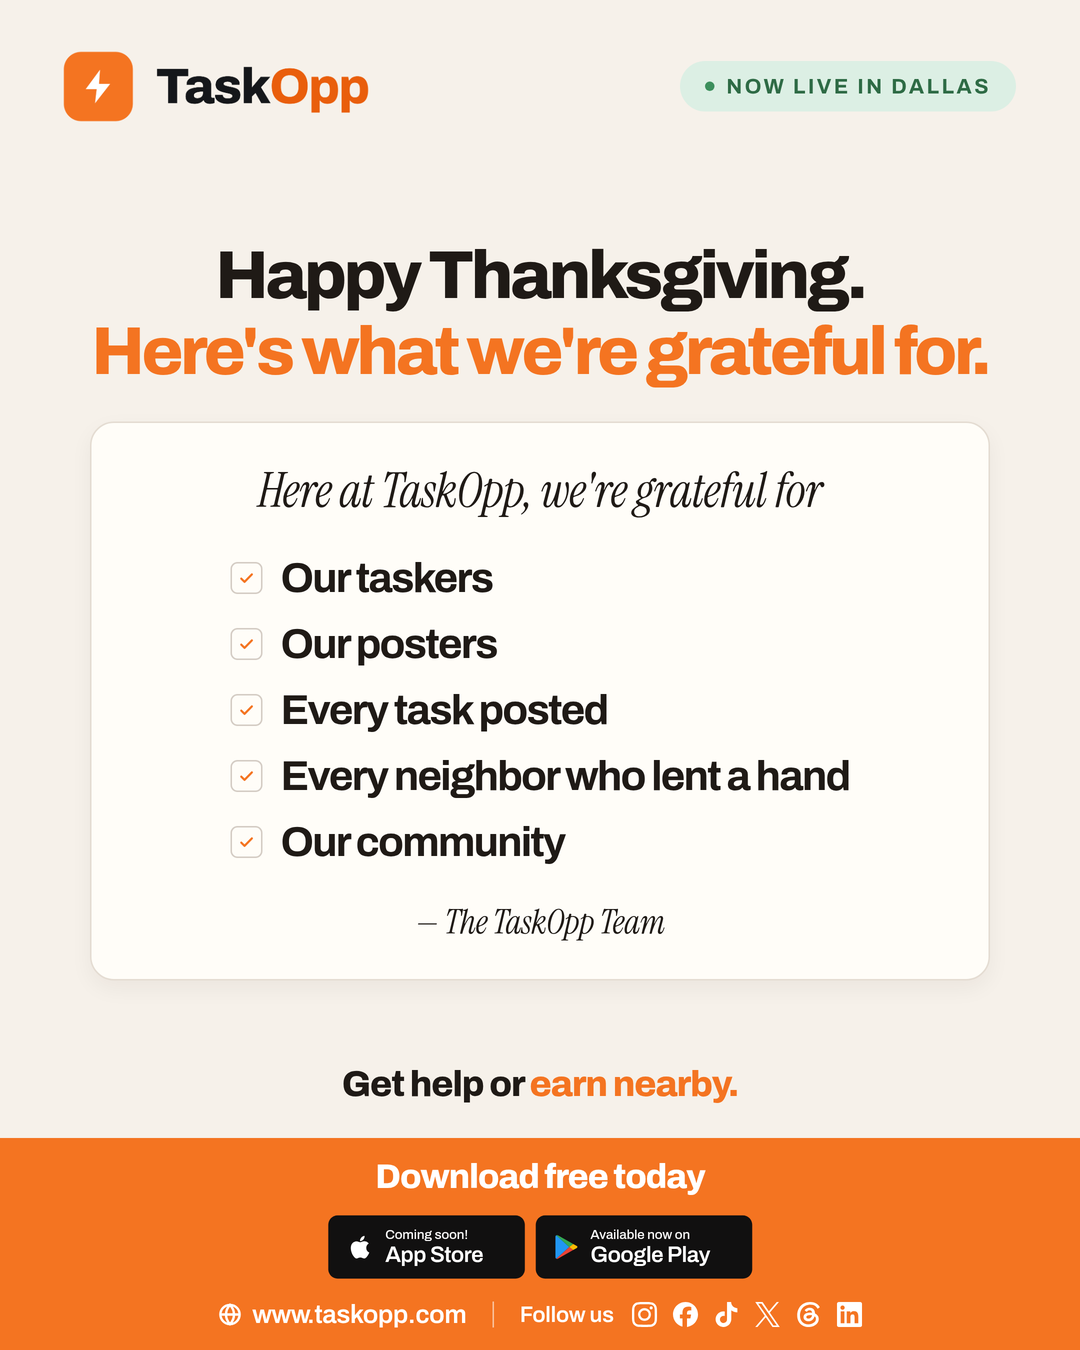 TaskOpp
NOW LIVE IN DALLAS
Happy Thanksgiving.
Here's what we're grateful for.
Here at TaskOpp, we're grateful for
Our taskers
Our posters
Every task posted
Every neighbor who lent a hand
Our community
– The TaskOpp Team
Get help or earn nearby.
Download free today
Coming soon!
App Store
Available now on
Google Play
www.taskopp.com
Follow us